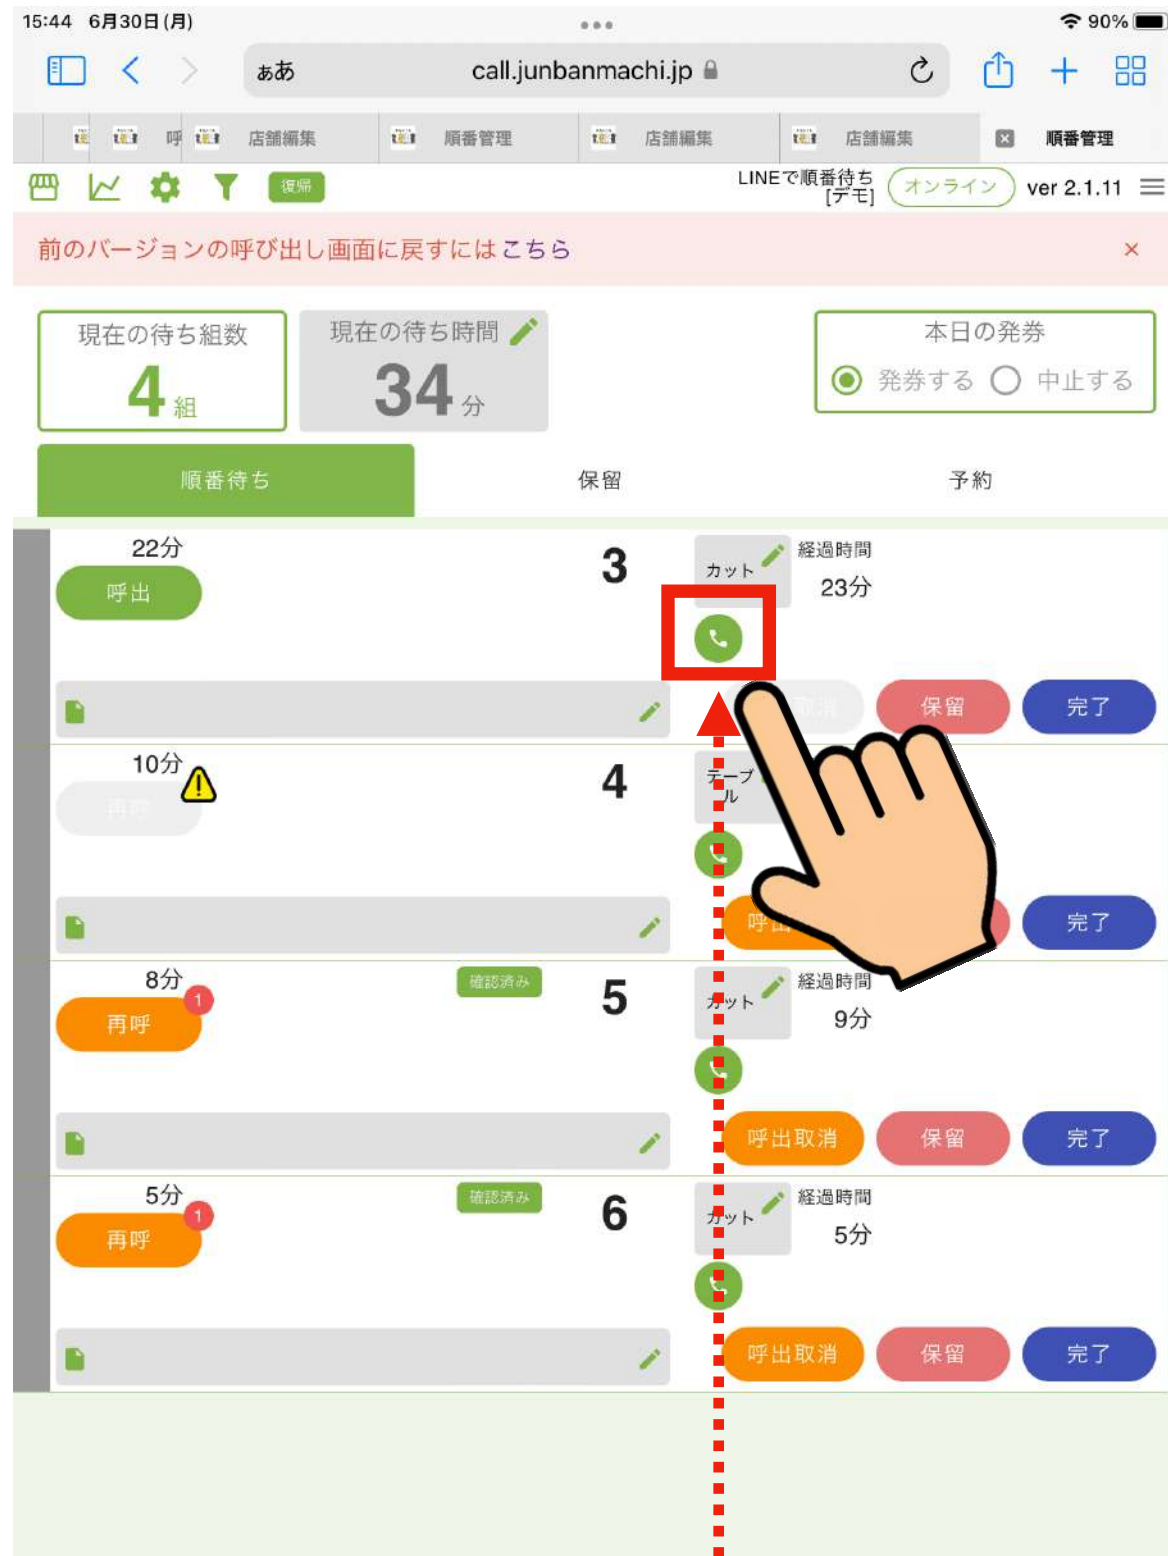 15:44 6月30日(月)
90%
ぁあ
call.junbanmachi.jp
呼
店舗編集
順番管理
店舗編集
店舗編集
順番管理
復帰
LINEで順番待ち
[デモ]
オンライン
ver 2.1.11
前のバージョンの呼び出し画面に戻すにはこちら
現在の待ち組数
4組
現在の待ち時間
34分
本日の発券
発券する 中止する
順番待ち
保留
予約
22分
呼出
3
カット
経過時間
23分
保留
完了
10分
再呼
4
テーブ
ル
完了
8分
1
再呼
確認済み
5
カット
経過時間
9分
呼出取消
保留
完了
5分
1
再呼
確認済み
6
カット
経過時間
5分
呼出取消
保留
完了